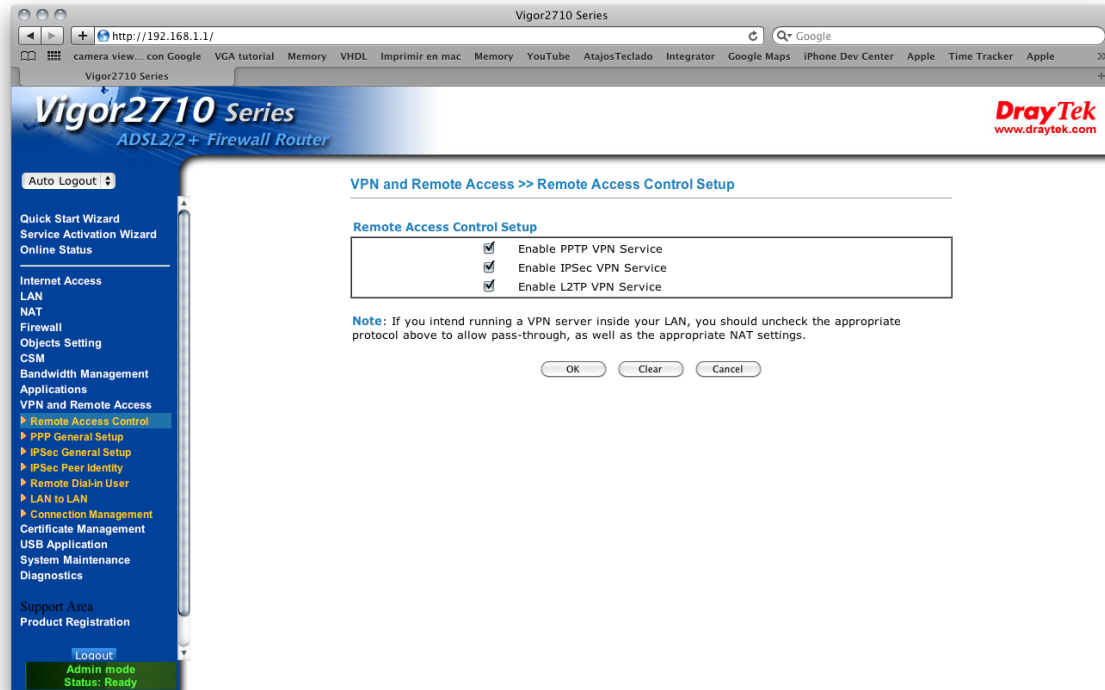 Vigor2710 Series
http://192.168.1.1/
Google
camera view... con Google VGA tutorial Memory VHDL Imprimir en mac Memory YouTube AtajosTeclado Integrator Google Maps iPhone Dev Center Apple Time Tracker Apple
Vigor2710 Series
Vigor2710 Series
ADSL2/2+ Firewall Router
DrayTek
www.draytek.com
Auto Logout
Quick Start Wizard
Service Activation Wizard
Online Status
Internet Access
LAN
NAT
Firewall
Objects Setting
CSM
Bandwidth Management
Applications
VPN and Remote Access
Remote Access Control
PPP General Setup
IPSec General Setup
IPSec Peer Identity
Remote Dial-in User
LAN to LAN
Connection Management
Certificate Management
USB Application
System Maintenance
Diagnostics
Support Area
Product Registration
Logout
Admin mode
Status: Ready
VPN and Remote Access >> Remote Access Control Setup
Remote Access Control Setup
Enable PPTP VPN Service
Enable IPSec VPN Service
Enable L2TP VPN Service
Note: If you intend running a VPN server inside your LAN, you should uncheck the appropriate
protocol above to allow pass-through, as well as the appropriate NAT settings.
OK Clear Cancel